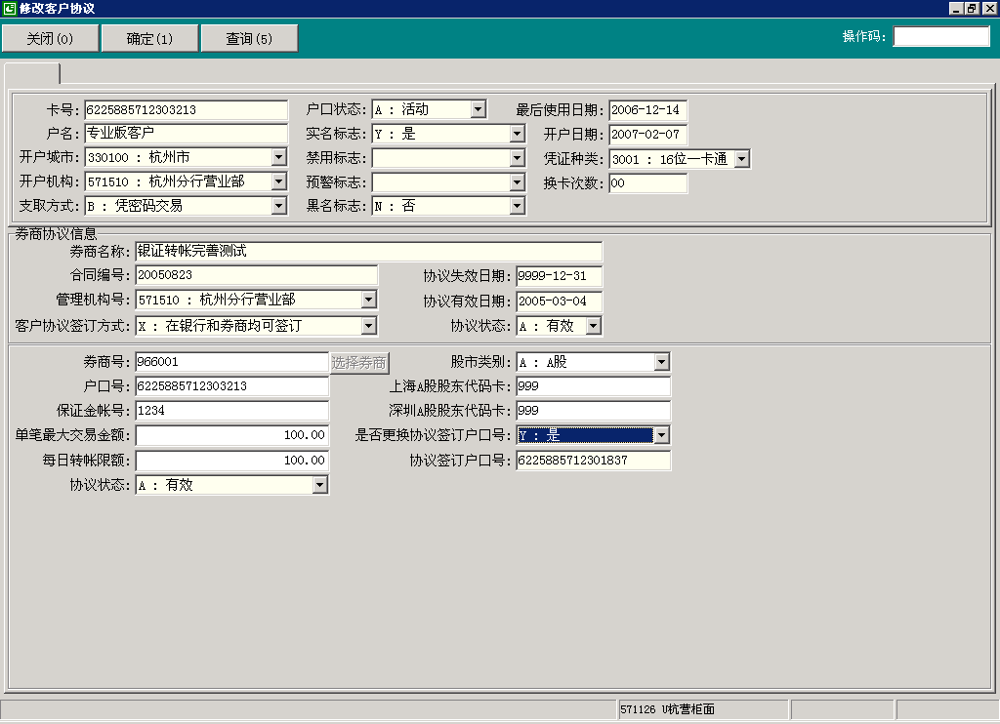 修改客户协议
关闭(0) 确定(1) 查询(5) 操作码:
卡号: 6225885712303213 户口状态: A : 活动 最后使用日期: 2006-12-14
户名: 专业版客户 实名标志: Y : 是 开户日期: 2007-02-07
开户城市: 330100 : 杭州市 禁用标志: 凭证种类: 3001 : 16位一卡通
开户机构: 571510 : 杭州分行营业部 预警标志: 换卡次数: 00
支取方式: B : 凭密码交易 黑名标志: N : 否
券商协议信息
券商名称: 银证转帐完善测试
合同编号: 20050823 协议失效日期: 9999-12-31
管理机构号: 571510 : 杭州分行营业部 协议有效日期: 2005-03-04
客户协议签订方式: X : 在银行和券商均可签订 协议状态: A : 有效
券商号: 966001 选择券商 股市类别: A : A股
户口号: 6225885712303213 上海A股股东代码卡: 999
保证金帐号: 1234 深圳A股股东代码卡: 999
单笔最大交易金额: 100.00 是否更换协议签订户口号: Y : 是
每日转帐限额: 100.00 协议签订户口号: 6225885712301837
协议状态: A : 有效
571126 U杭营柜面